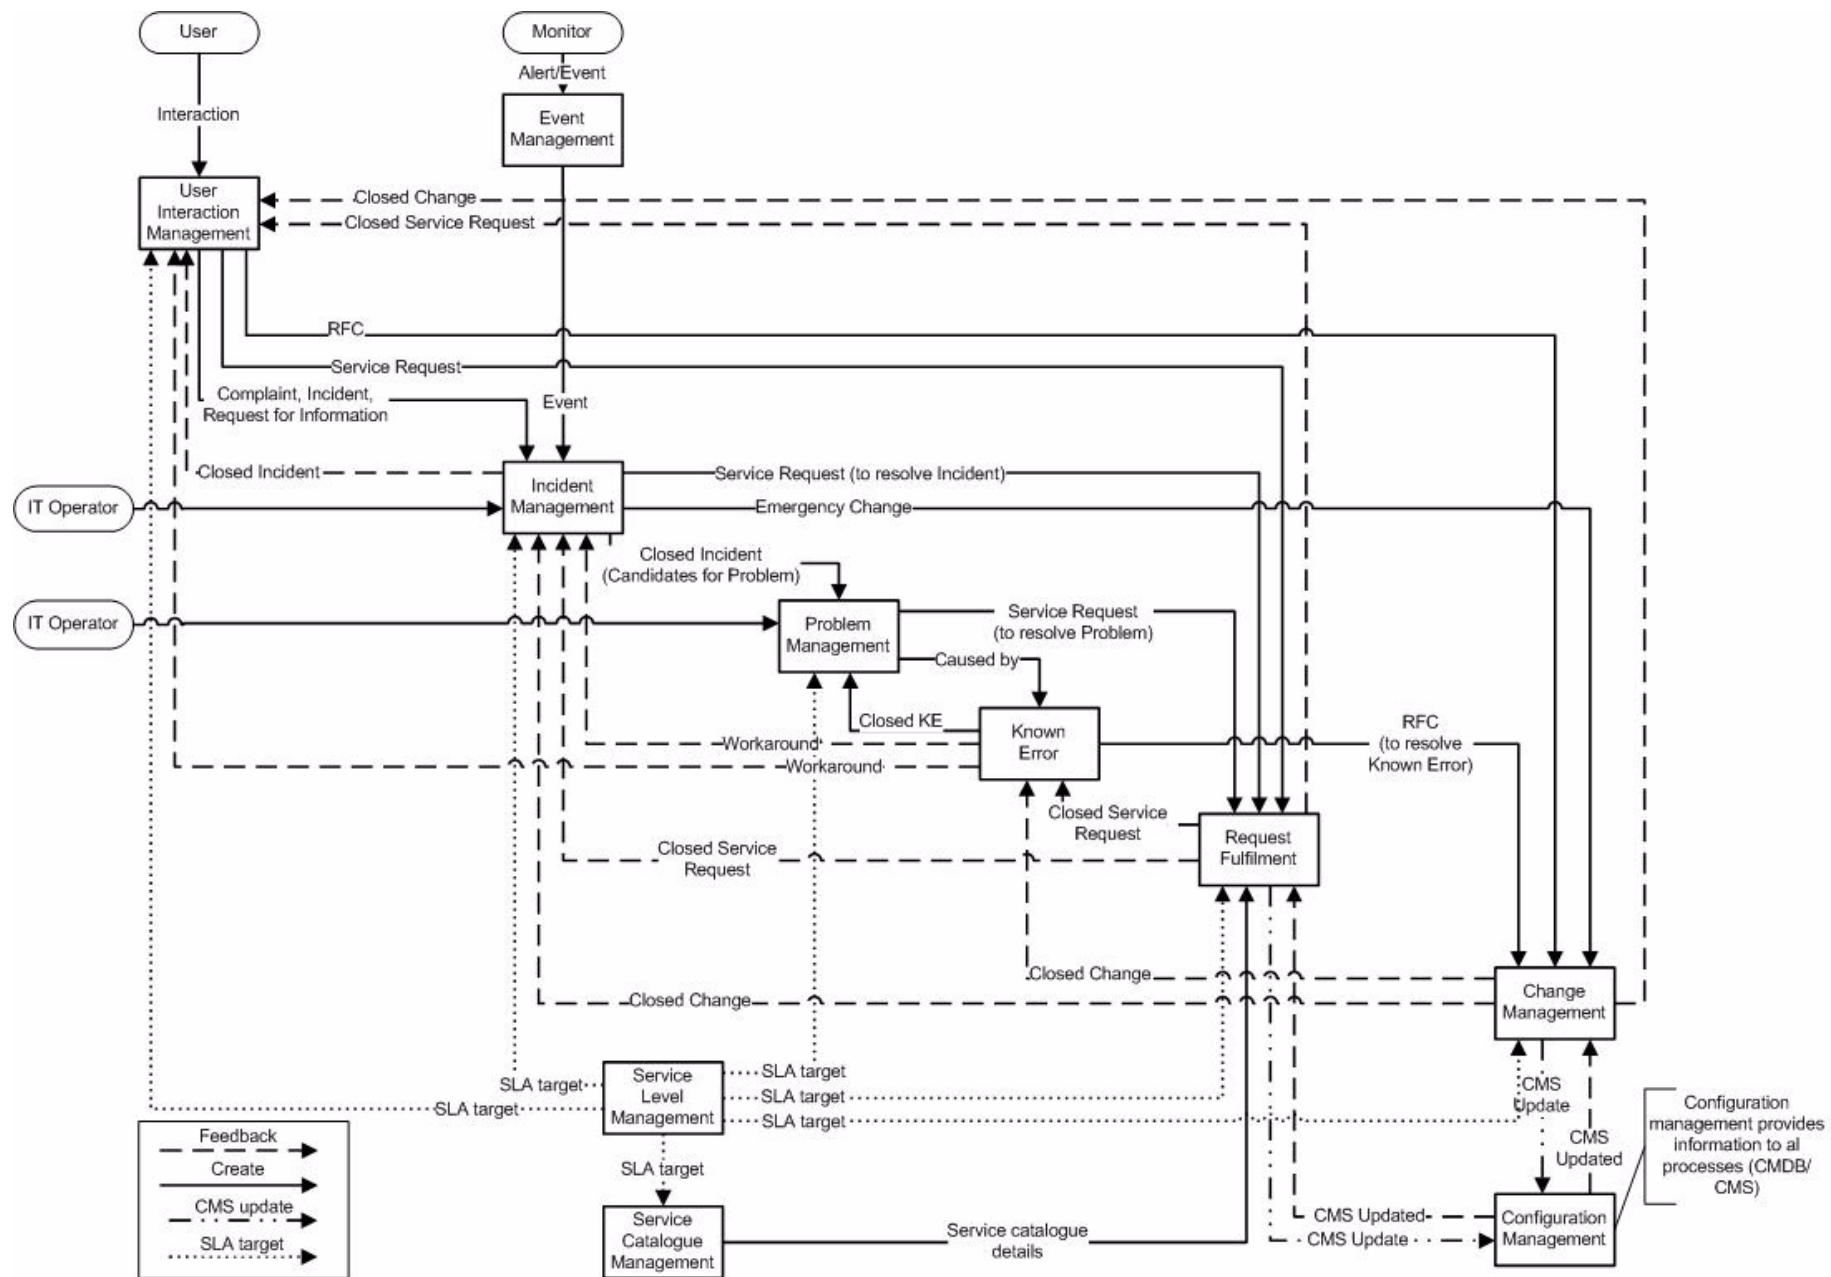 User
Monitor
Alert/Event
Event
Management
Interaction
User
Interaction
Management
Closed Change
Closed Service Request
RFC
Service Request
Complaint, Incident,
Request for Information
Event
Closed Incident
Incident
Management
Service Request (to resolve Incident)
IT Operator
Emergency Change
Closed Incident
(Candidates for Problem)
IT Operator
Problem
Management
Service Request
(to resolve Problem)
Caused by
Closed KE
Known
Error
RFC
(to resolve
Known Error)
Workaround
Workaround
Closed Service
Request
Request
Fulfilment
Closed Service
Request
Closed Change
Closed Change
Change
Management
Service
Level
Management
SLA target
SLA target
SLA target
SLA target
SLA target
CMS
Update
CMS
Updated
Configuration
management provides
information to al
processes (CMDB/
CMS)
Feedback
Create
CMS update
SLA target
SLA target
Service
Catalogue
Management
Service catalogue
details
CMS Updated
CMS Update
Configuration
Management